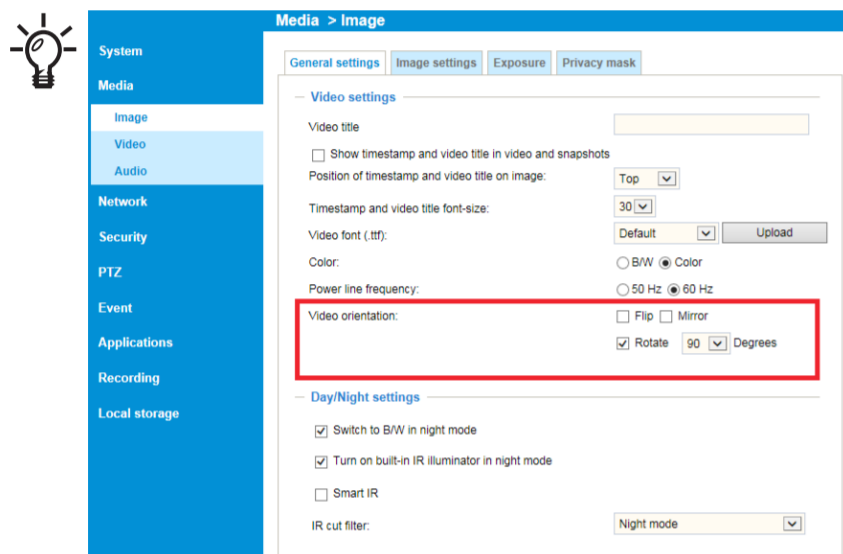 Media > Image
System
Media
Image
Video
Audio
Network
Security
PTZ
Event
Applications
Recording
Local storage
General settings Image settings Exposure Privacy mask
Video settings
Video title
Show timestamp and video title in video and snapshots
Position of timestamp and video title on image: Top
Timestamp and video title font-size: 30
Video font (.ttf): Default Upload
Color: B/W Color
Power line frequency: 50 Hz 60 Hz
Video orientation: Flip Mirror
Rotate 90 Degrees
Day/Night settings
Switch to B/W in night mode
Turn on built-in IR illuminator in night mode
Smart IR
IR cut filter: Night mode